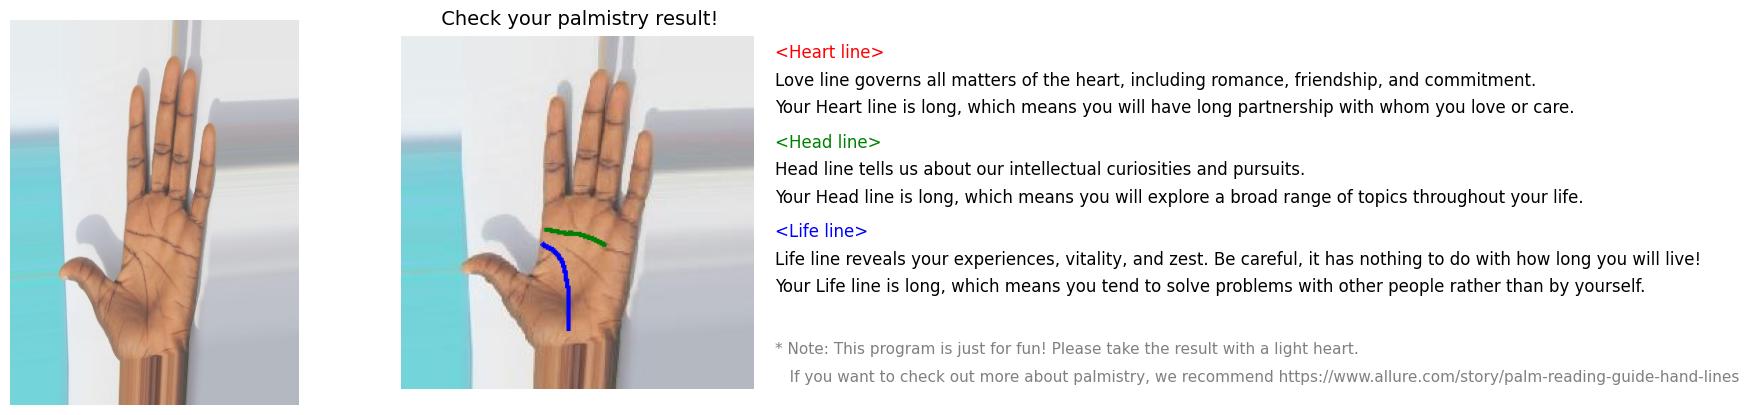 Check your palmistry result!
<Heart line>
Love line governs all matters of the heart, including romance, friendship, and commitment.
Your Heart line is long, which means you will have long partnership with whom you love or care.
<Head line>
Head line tells us about our intellectual curiosities and pursuits.
Your Head line is long, which means you will explore a broad range of topics throughout your life.
<Life line>
Life line reveals your experiences, vitality, and zest. Be careful, it has nothing to do with how long you will live!
Your Life line is long, which means you tend to solve problems with other people rather than by yourself.
* Note: This program is just for fun! Please take the result with a light heart.
If you want to check out more about palmistry, we recommend https://www.allure.com/story/palm-reading-guide-hand-lines